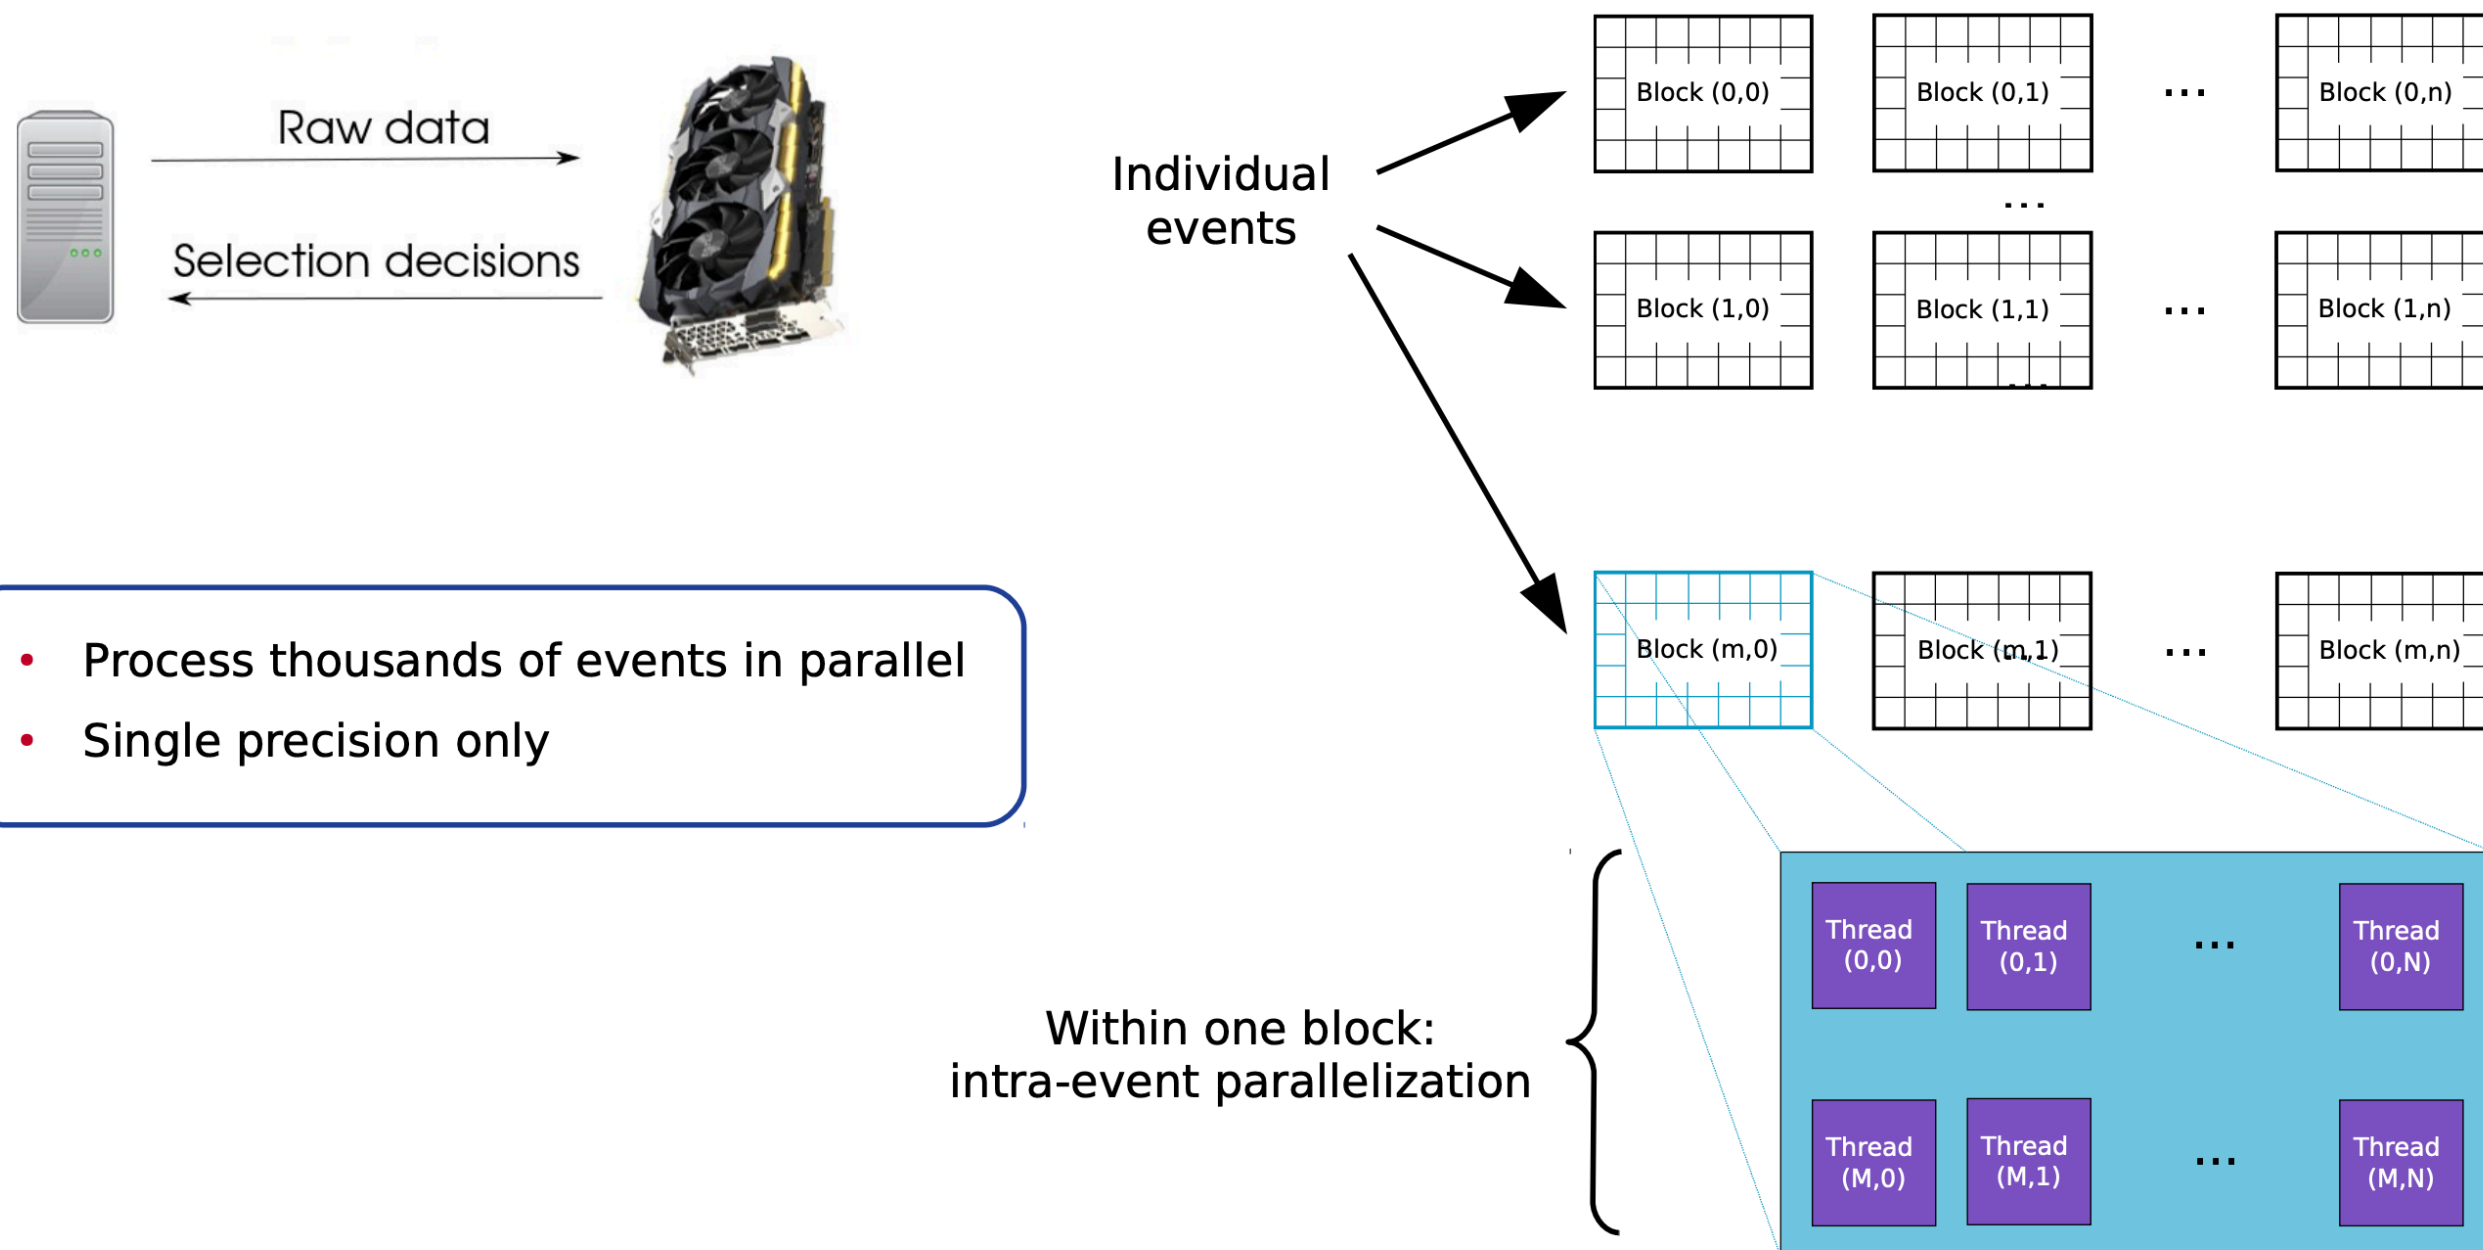 Raw data
Selection decisions
Individual
events
Block (0,0)
Block (0,1)
...
Block (0,n)
...
Block (1,0)
Block (1,1)
...
Block (1,n)
...
• Process thousands of events in parallel
• Single precision only
Block (m,0)
Block (m,1)
...
Block (m,n)
Within one block:
intra-event parallelization
Thread
(0,0)
Thread
(0,1)
...
Thread
(0,N)
Thread
(M,0)
Thread
(M,1)
...
Thread
(M,N)